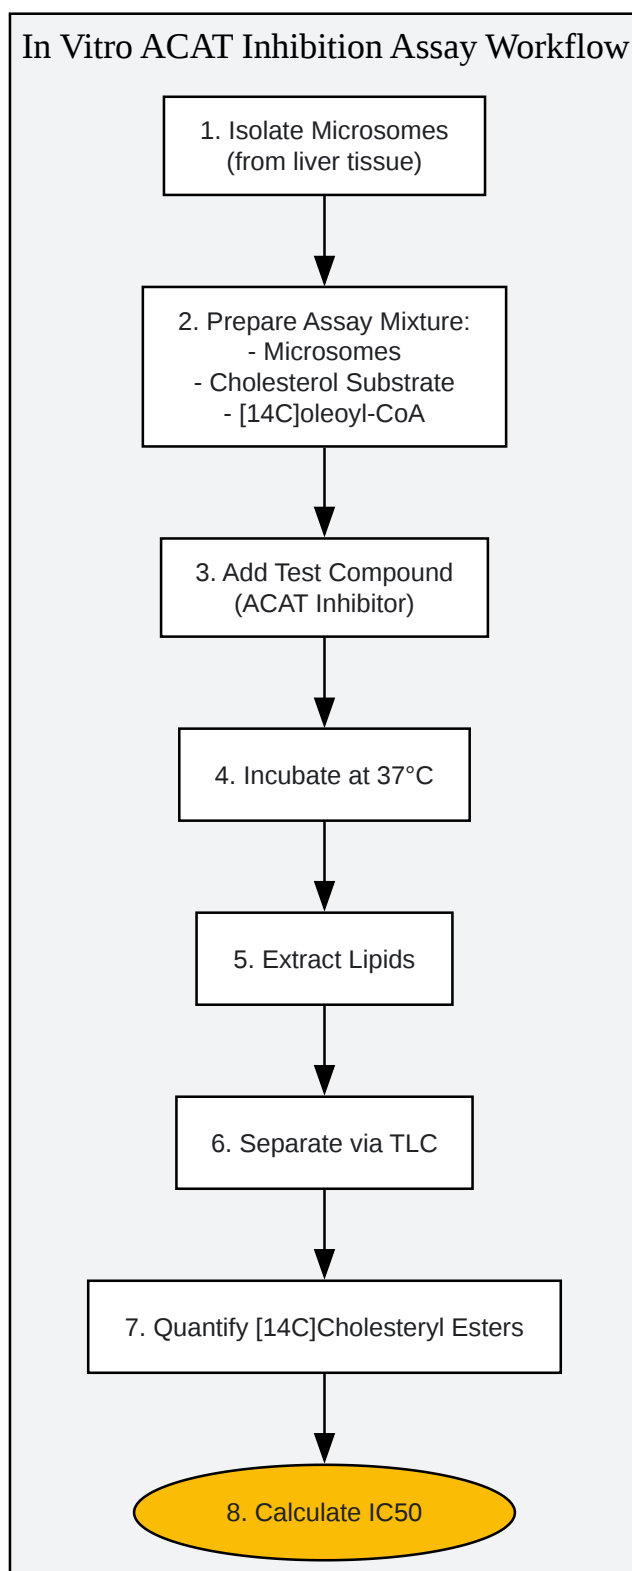 In Vitro ACAT Inhibition Assay Workflow
1. Isolate Microsomes
(from liver tissue)
2. Prepare Assay Mixture:
- Microsomes
- Cholesterol Substrate
- [14C]oleoyl-CoA
3. Add Test Compound
(ACAT Inhibitor)
4. Incubate at 37°C
5. Extract Lipids
6. Separate via TLC
7. Quantify [14C]Cholesteryl Esters
8. Calculate IC50